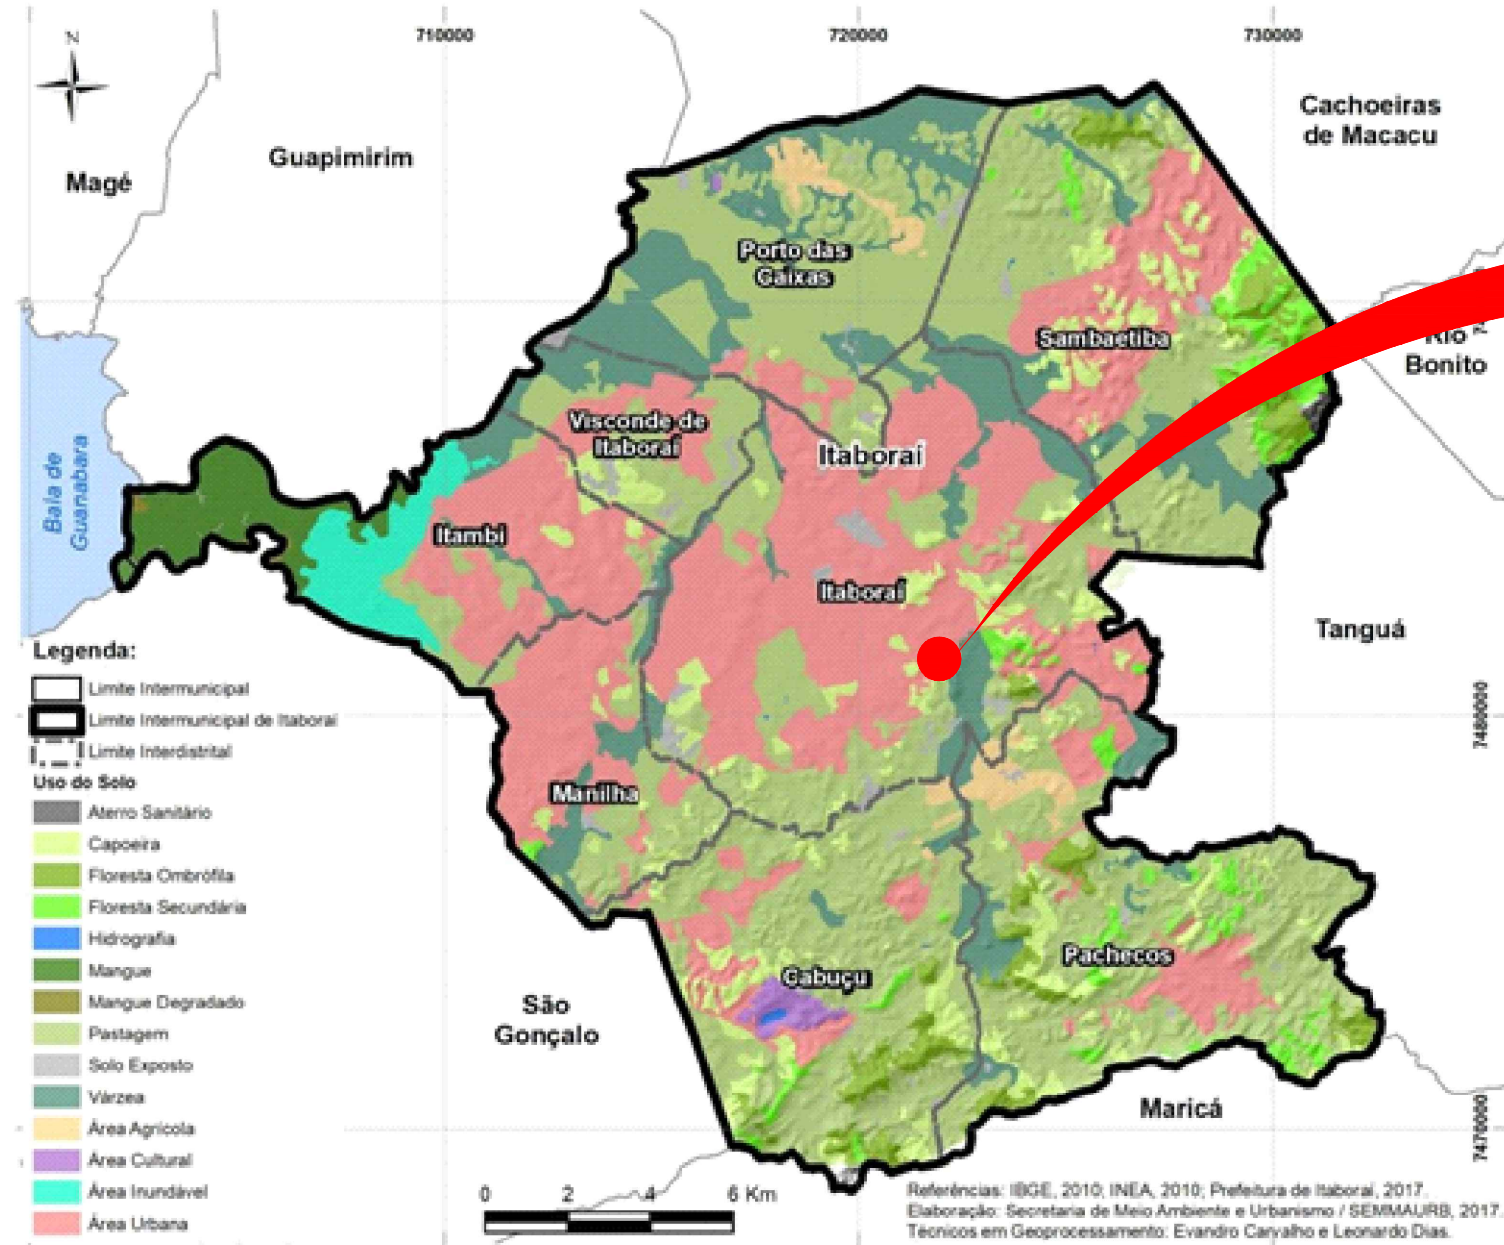 N
710000
720000
730000
Cachoeiras
de Macacu
Guapimirim
Magé
Porto das
Caixas
Sambaetiba
Rio
Bonito
Visconde de
Itaboraí
Itaboraí
Baía de
Guanabara
Itambi
Itaboraí
Tanguá
7480000
Manilha
Pachecos
Cabuçu
São
Gonçalo
Maricá
7470000
Legenda:
Limite Intermunicipal
Limite Intermunicipal de Itaboraí
Limite Interdistrital
Uso do Solo
Aterro Sanitário
Capoeira
Floresta Ombrófila
Floresta Secundária
Hidrografia
Mangue
Mangue Degradado
Pastagem
Solo Exposto
Várzea
Área Agrícola
Área Cultural
Área Inundável
Área Urbana
0 2 4 6 Km
Referências: IBGE, 2010; INEA, 2010; Prefeitura de Itaboraí, 2017.
Elaboração: Secretaria de Meio Ambiente e Urbanismo / SEMMAURB, 2017.
Técnicos em Geoprocessamento: Evandro Carvalho e Leonardo Dias.